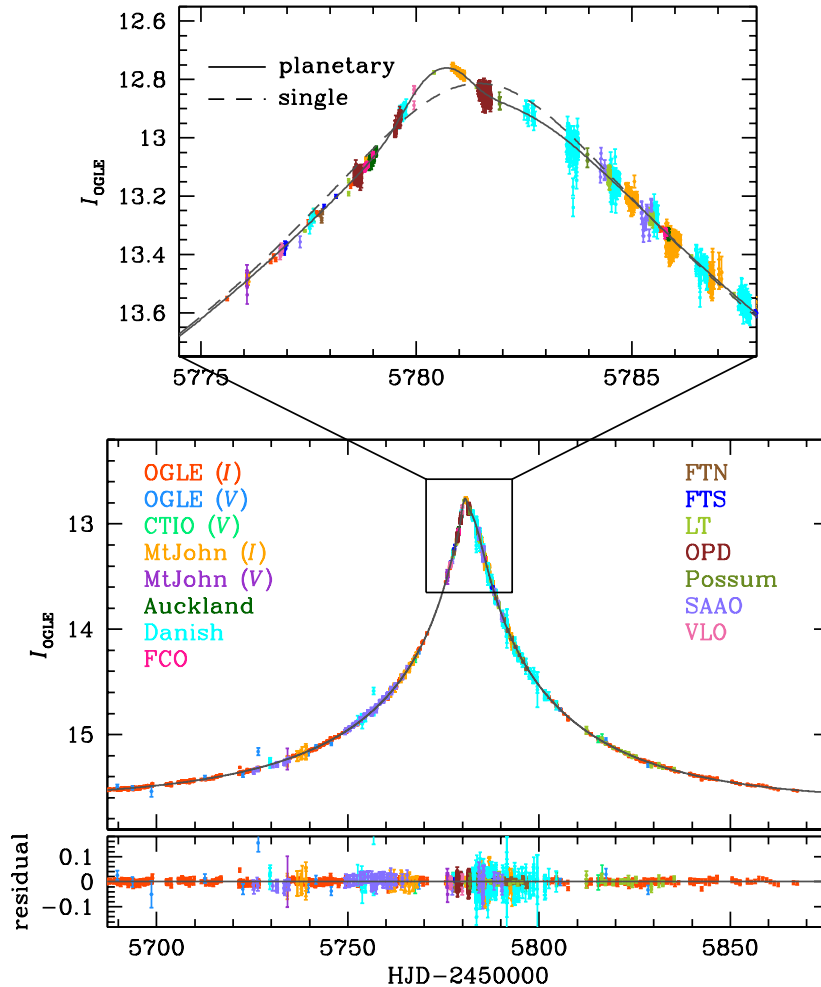 12.6
12.8
13
13.2
13.4
13.6
I_OGLE
planetary
single
5775
5780
5785
13
14
15
I_OGLE
OGLE (I)
OGLE (V)
CTIO (V)
MtJohn (I)
MtJohn (V)
Auckland
Danish
FCO
FTN
FTS
LT
OPD
Possum
SAAO
VLO
residual
0.1
0
−0.1
5700
5750
5800
5850
HJD−2450000